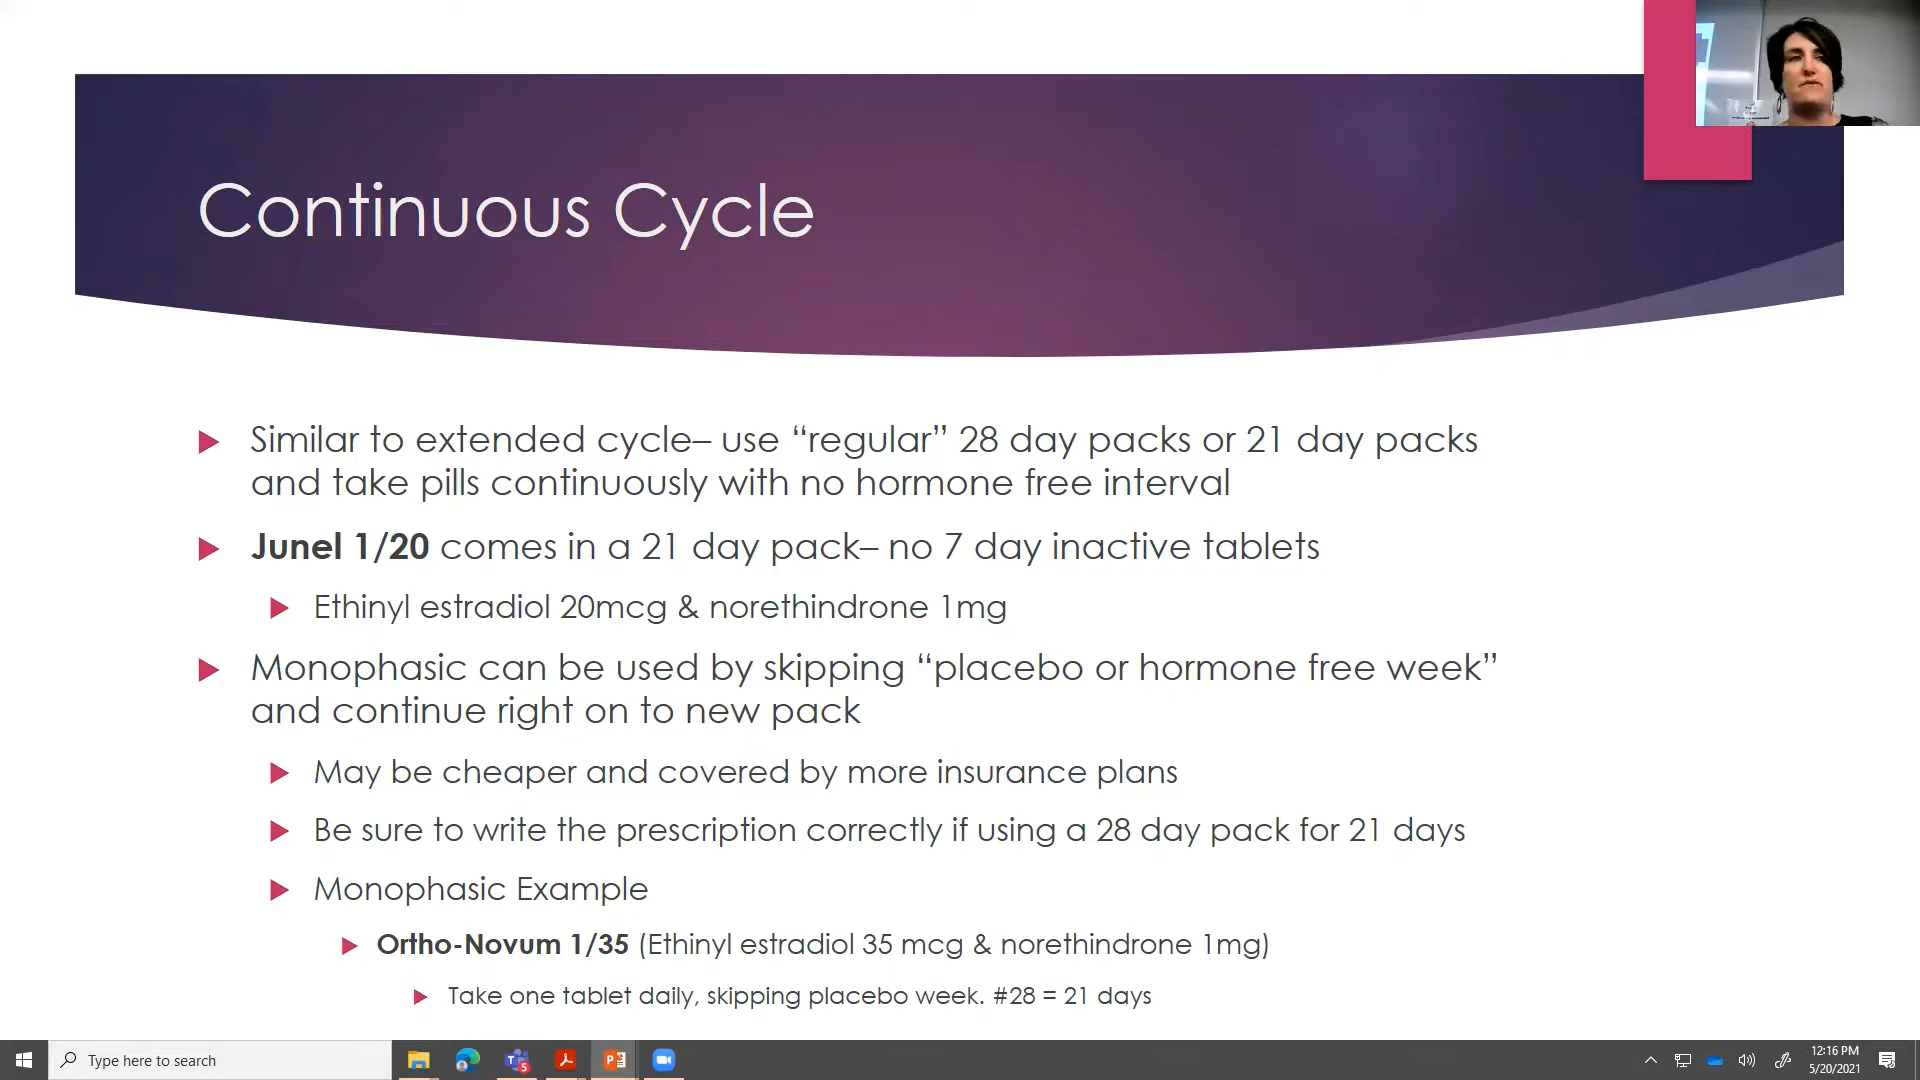 Continuous Cycle
Similar to extended cycle– use “regular” 28 day packs or 21 day packs
and take pills continuously with no hormone free interval
Junel 1/20 comes in a 21 day pack– no 7 day inactive tablets
Ethinyl estradiol 20mcg & norethindrone 1mg
Monophasic can be used by skipping “placebo or hormone free week”
and continue right on to new pack
May be cheaper and covered by more insurance plans
Be sure to write the prescription correctly if using a 28 day pack for 21 days
Monophasic Example
Ortho-Novum 1/35 (Ethinyl estradiol 35 mcg & norethindrone 1mg)
Take one tablet daily, skipping placebo week. #28 = 21 days
Type here to search
5
12:16 PM
5/20/2021